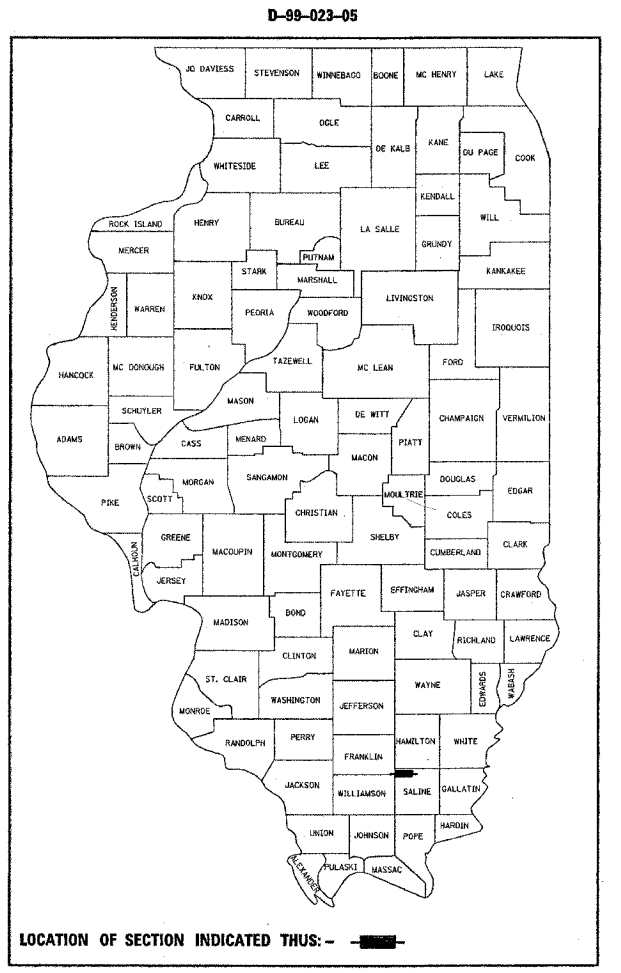 D-99-023-05
JO DAVIESS STEVENSON WINNEBAGO BOONE MC HENRY LAKE
CARROLL OGLE
DE KALB KANE DU PAGE COOK
WHITESIDE LEE
KENDALL
ROCK ISLAND HENRY BUREAU LA SALLE WILL
MERCER PUTNAM GRUNDY
STARK MARSHALL KANKAKEE
HENDERSON WARREN KNOX PEORIA WOODFORD LIVINGSTON IROQUOIS
HANCOCK MC DONOUGH FULTON TAZEWELL MC LEAN FORD
MASON
SCHUYLER LOGAN DE WITT CHAMPAIGN VERMILION
ADAMS BROWN CASS MENARD MACON PIATT
PIKE SCOTT MORGAN SANGAMON DOUGLAS EDGAR
MOULTRIE
CHRISTIAN COLES
GREENE MACOUPIN MONTGOMERY SHELBY CUMBERLAND CLARK
CALHOUN JERSEY
FAYETTE EFFINGHAM JASPER CRAWFORD
MADISON BOND
CLAY RICHLAND LAWRENCE
CLINTON MARION
ST. CLAIR WAYNE EDWARDS WABASH
WASHINGTON JEFFERSON
MONROE
RANDOLPH PERRY HAMILTON WHITE
FRANKLIN
JACKSON WILLIAMSON SALINE GALLATIN
UNION JOHNSON POPE HARDIN
ALEXANDER PULASKI MASSAC
LOCATION OF SECTION INDICATED THUS: -